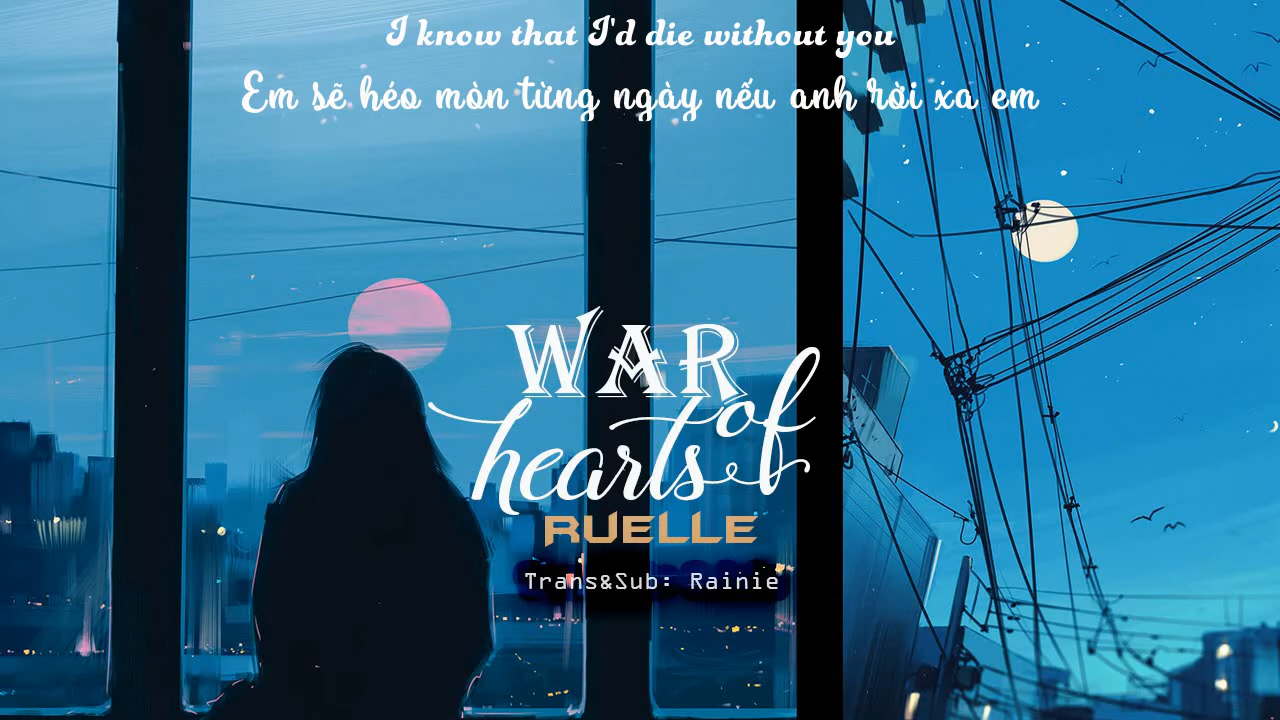 I know that I'd die without you
Em sẽ héo mòn từng ngày nếu anh rời xa em
WAR
of
hearts
RUELLE
Trans&Sub: Rainie